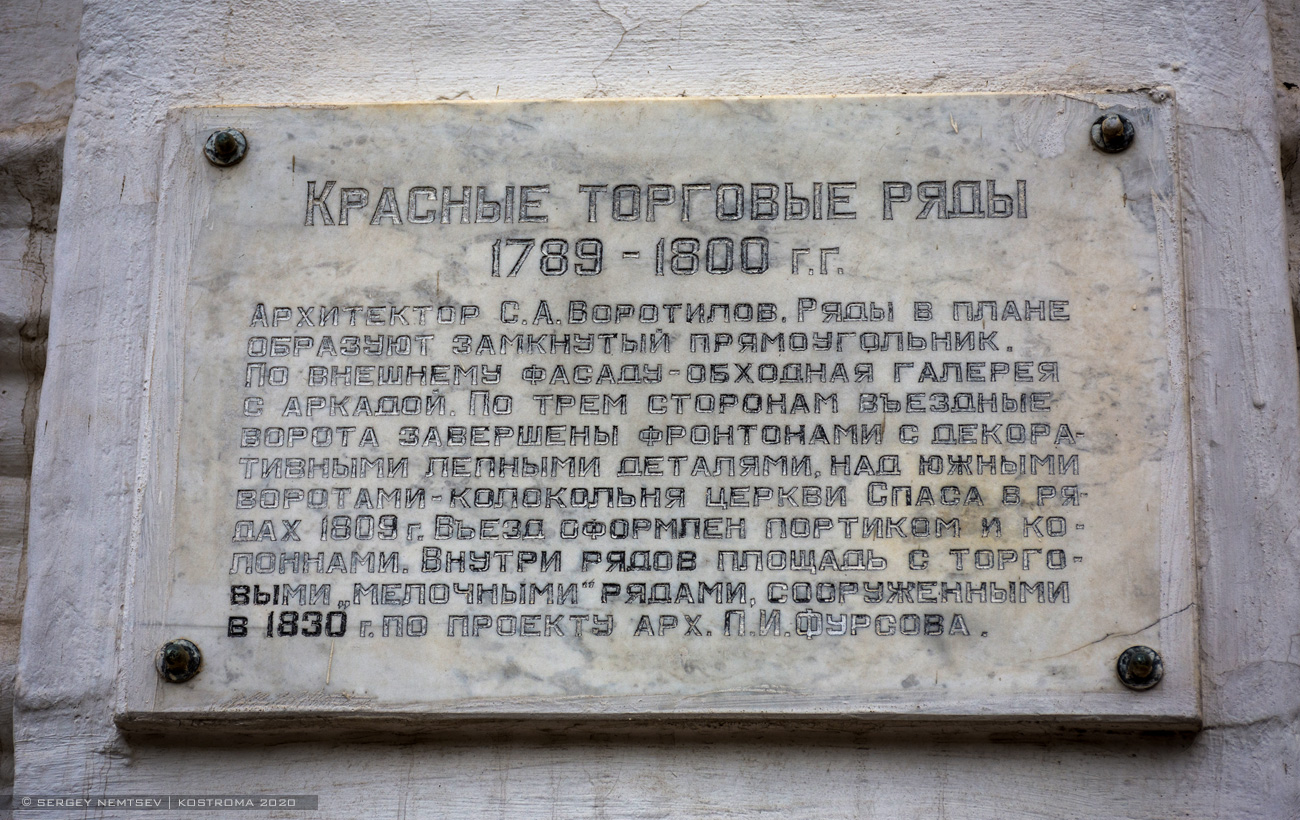 Красные торговые ряды
1789 - 1800 г.г.
Архитектор С.А.Воротилов. Ряды в плане
образуют замкнутый прямоугольник.
По внешнему фасаду-обходная галерея
с аркадой. По трем сторонам въездные
ворота завершены фронтонами с декора-
тивными лепными деталями, над южными
воротами-колокольня церкви Спаса в ря-
дах 1809 г. Въезд оформлен портиком и ко-
лоннами. Внутри рядов площадь с торго-
выми „мелочными“ рядами, сооруженными
в 1830 г. по проекту арх. П.И.Фурсова.
© SERGEY NEMTSEV | KOSTROMA 2020